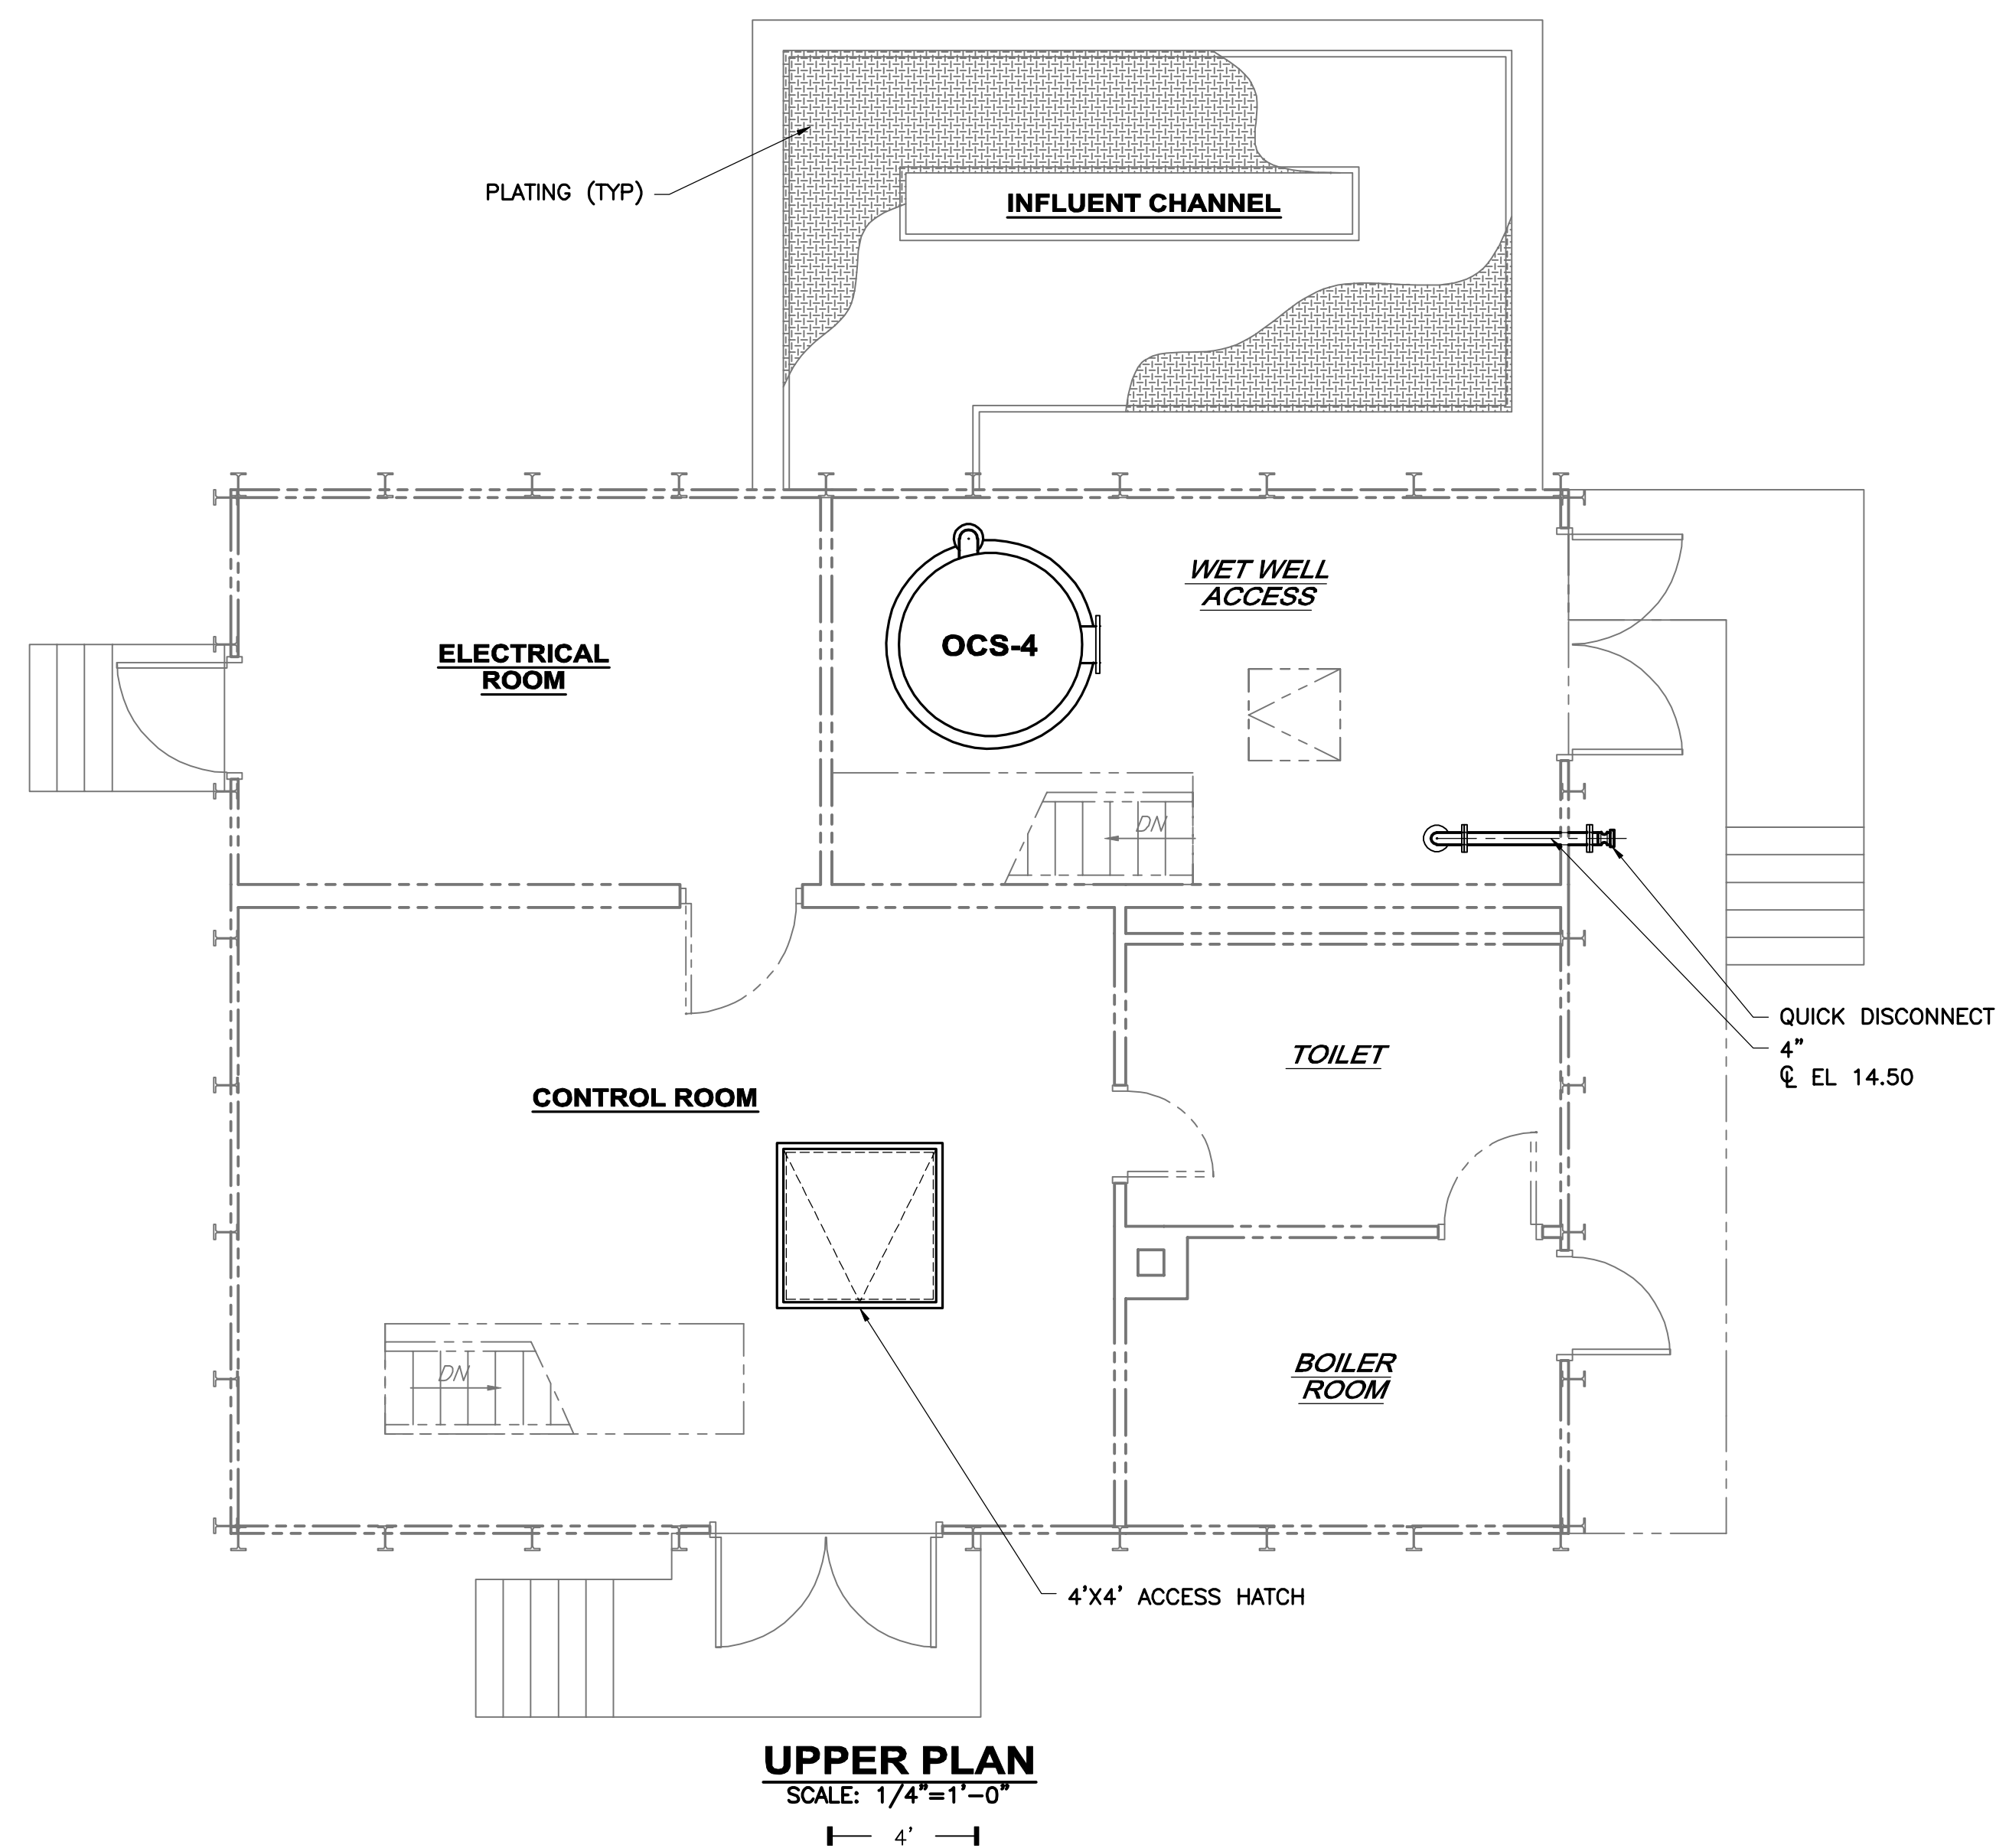 PLATING (TYP)
INFLUENT CHANNEL
WET WELL
ACCESS
ELECTRICAL
ROOM
OCS-4
DN
QUICK DISCONNECT
4"
℄ EL 14.50
TOILET
CONTROL ROOM
BOILER
ROOM
DN
4'X4' ACCESS HATCH
UPPER PLAN
SCALE: 1/4"=1'-0"
4'